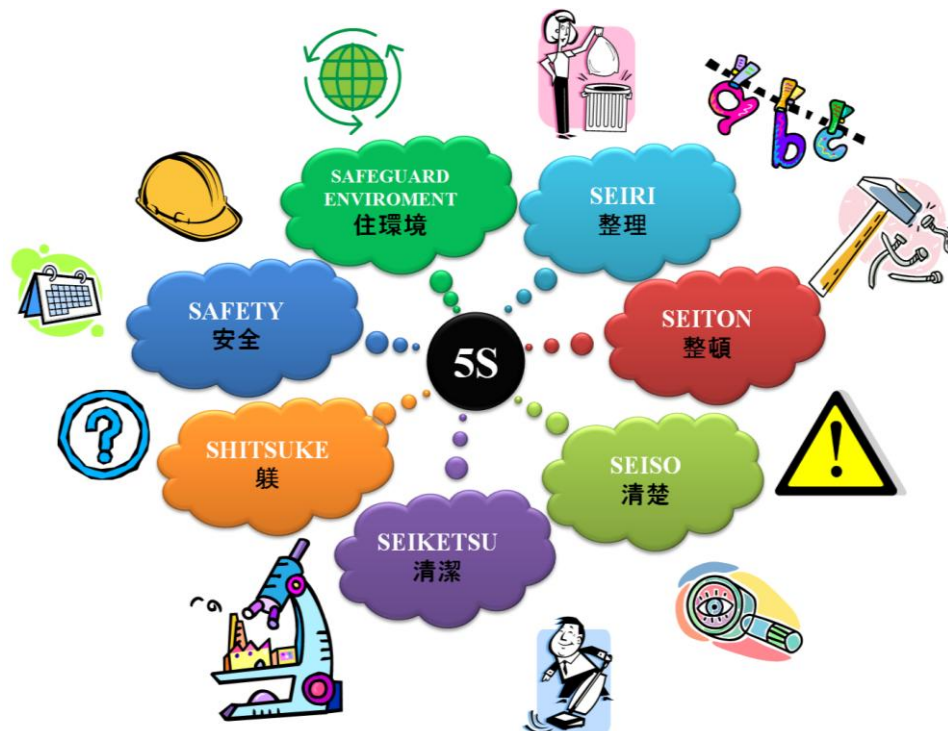 SAFEGUARD
ENVIROMENT
住環境
SEIRI
整理
SAFETY
安全
SEITON
整頓
5S
SHITSUKE
躾
SEISO
清楚
SEIKETSU
清潔
a b c
?
!